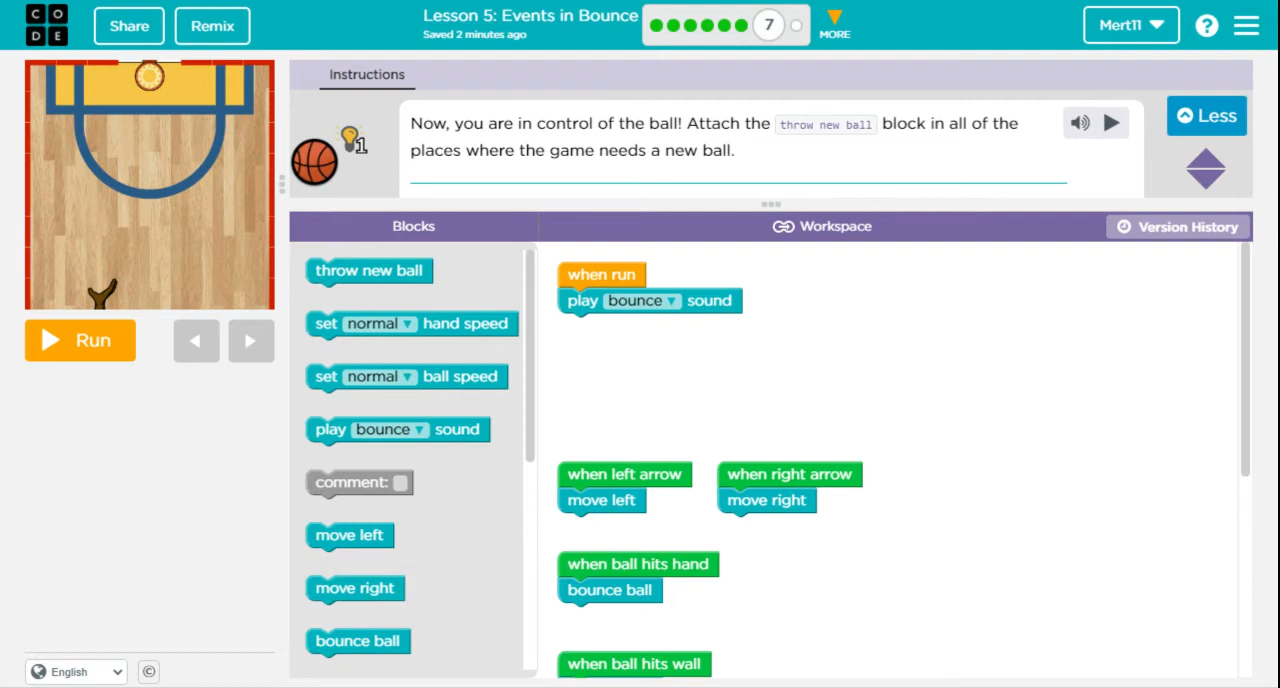 CODE
Share
Remix
Lesson 5: Events in Bounce
Saved 2 minutes ago
7
MORE
Mert11
?
Instructions
1
Now, you are in control of the ball! Attach the throw new ball block in all of the
places where the game needs a new ball.
Less
Blocks
Workspace
Version History
throw new ball
set normal hand speed
set normal ball speed
play bounce sound
comment:
move left
move right
bounce ball
when run
play bounce sound
when left arrow
move left
when right arrow
move right
when ball hits hand
bounce ball
when ball hits wall
Run
English
©